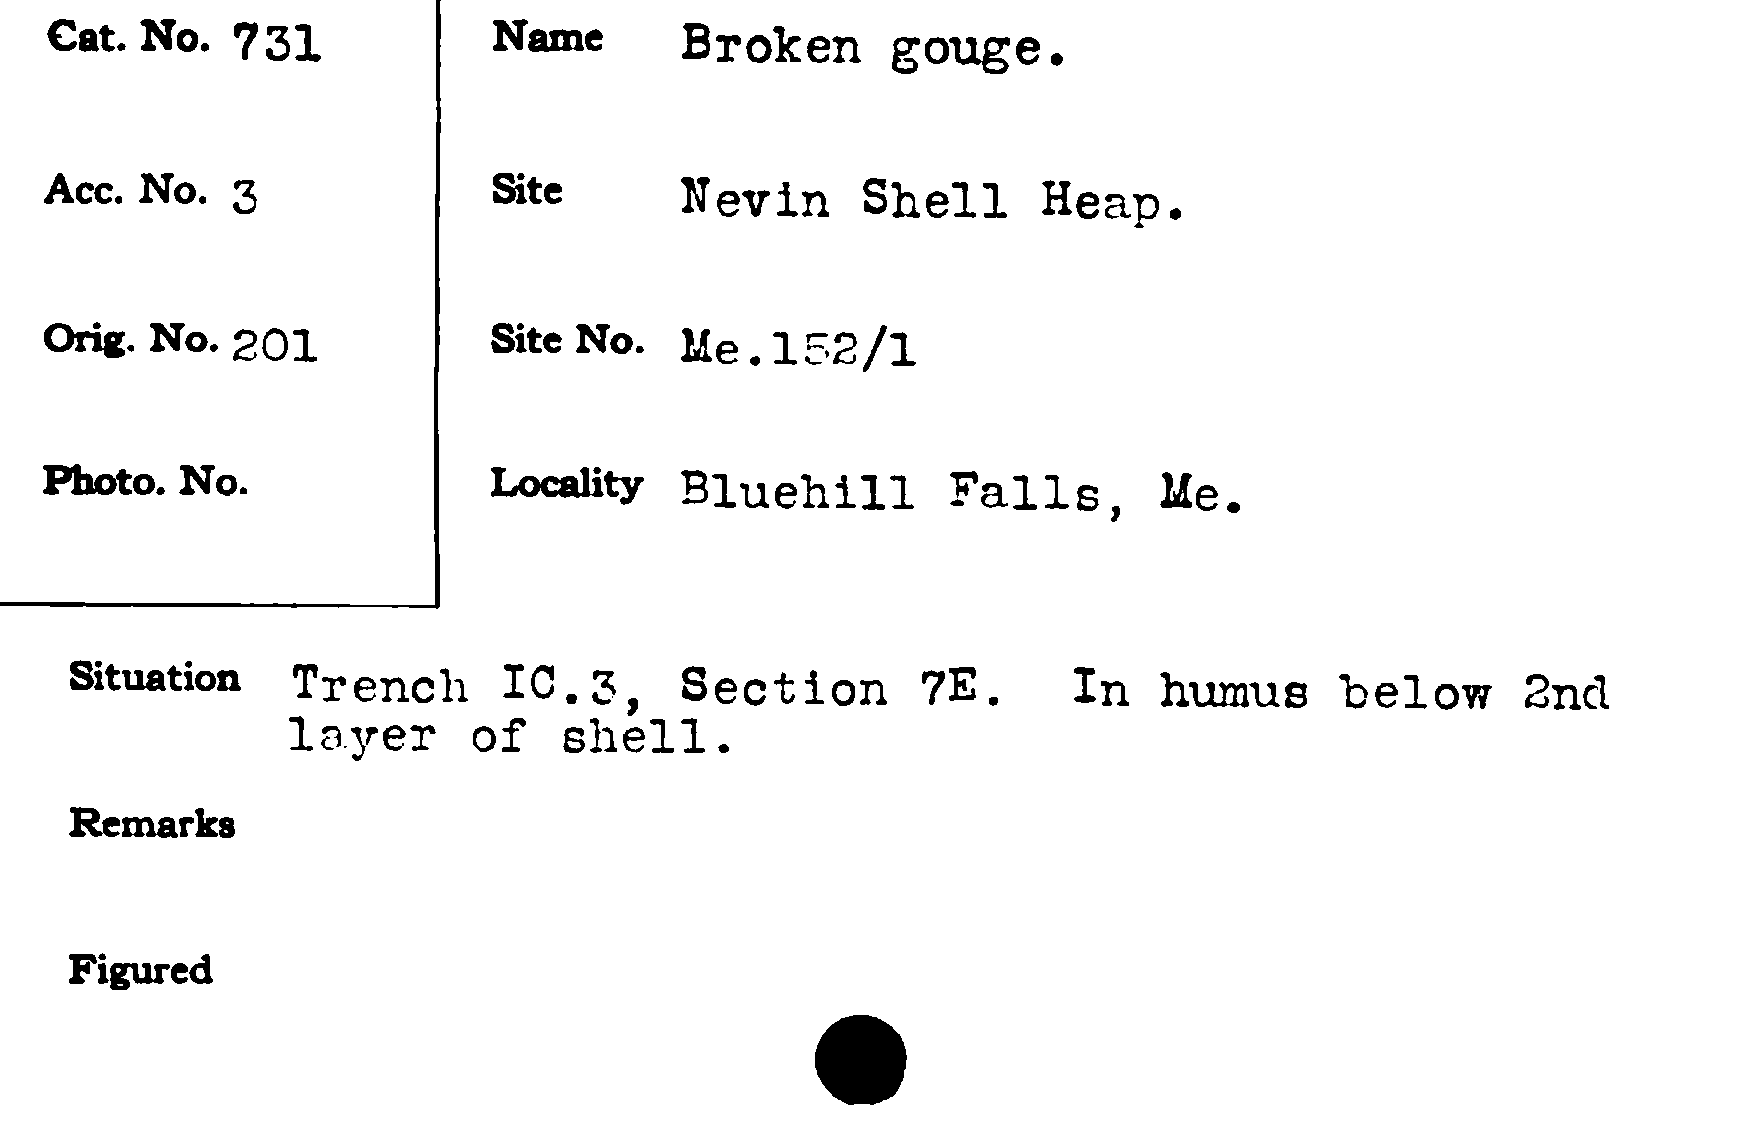 Cat. No. 731
Name Broken gouge.
Acc. No. 3
Site Nevin Shell Heap.
Orig. No. 201
Site No. Me.152/1
Photo. No.
Locality Bluehill Falls, Me.
Situation Trench IC.3, Section 7E. In humus below 2nd
layer of shell.
Remarks
Figured